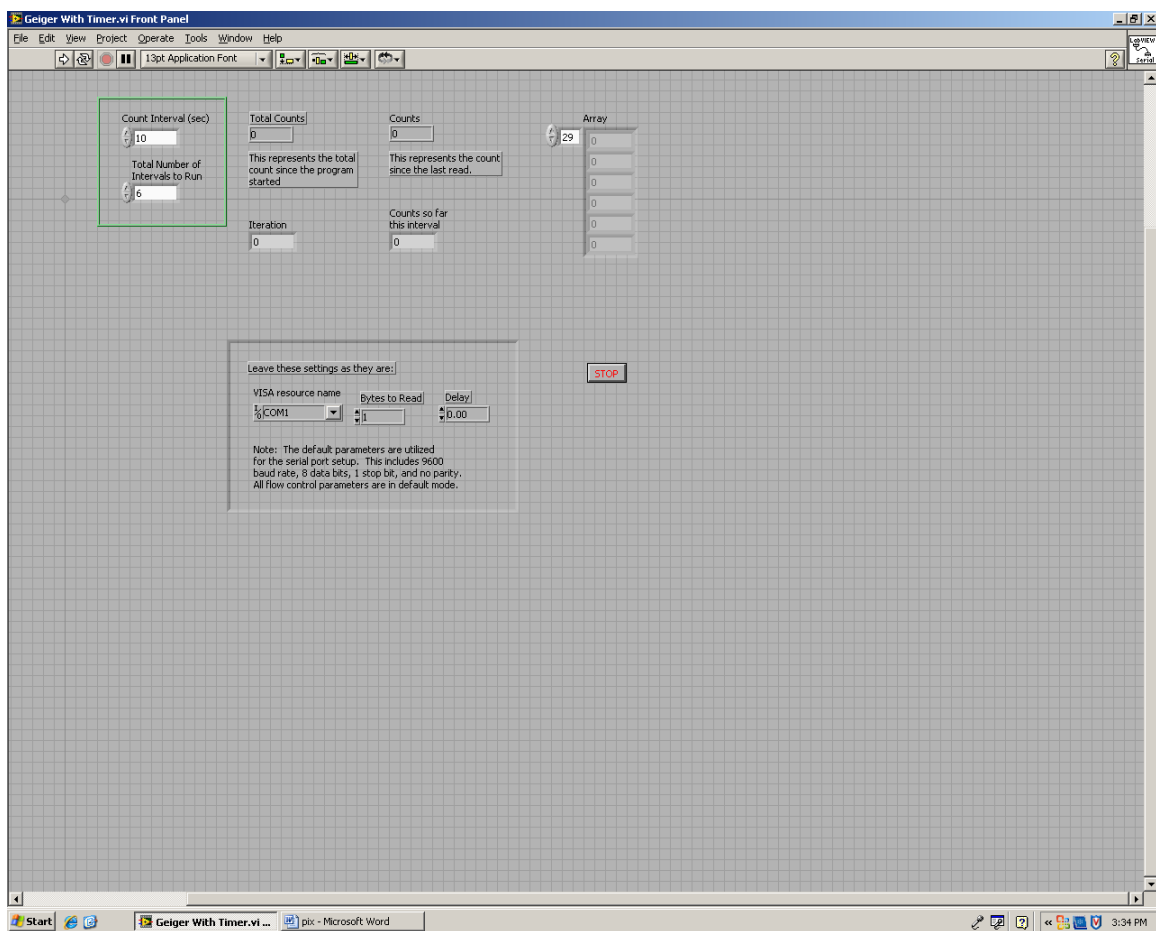 Geiger With Timer.vi Front Panel
File Edit View Project Operate Tools Window Help
13pt Application Font
LabVIEW
Serial
Count Interval (sec)
10
Total Number of
Intervals to Run
6
Total Counts
0
This represents the total
count since the program
started
Counts
0
This represents the count
since the last read.
Iteration
0
Counts so far
this interval
0
Array
29
0
0
0
0
0
0
Leave these settings as they are:
VISA resource name
COM1
Bytes to Read
1
Delay
0.00
Note: The default parameters are utilized
for the serial port setup. This includes 9600
baud rate, 8 data bits, 1 stop bit, and no parity.
All flow control parameters are in default mode.
STOP
Start
Geiger With Timer.vi ...
pix - Microsoft Word
3:34 PM